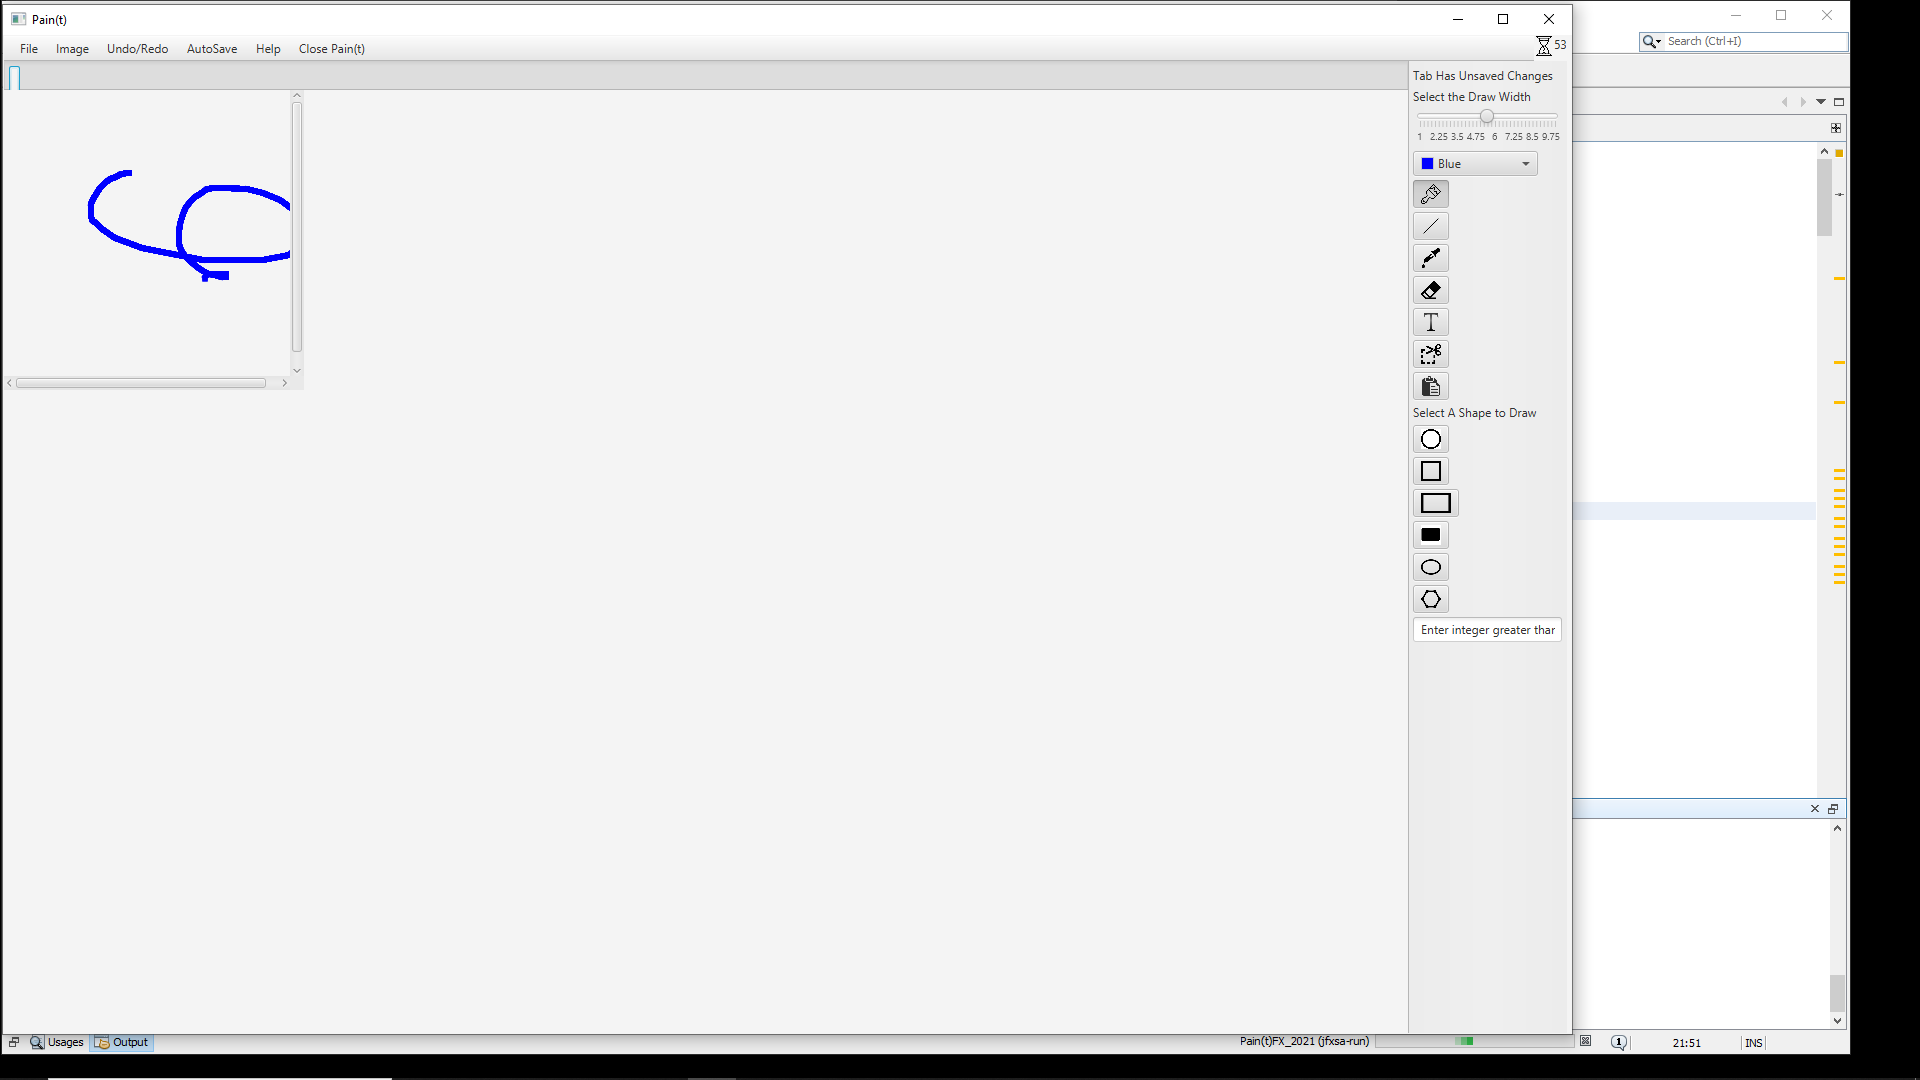 Pain(t)
File Image Undo/Redo AutoSave Help Close Pain(t)
53
Search (Ctrl+I)
Tab Has Unsaved Changes
Select the Draw Width
1 2.25 3.5 4.75 6 7.25 8.5 9.75
Blue
T
Select A Shape to Draw
Enter integer greater thar
Usages Output Pain(t)FX_2021 (jfxsa-run) 1 21:51 INS